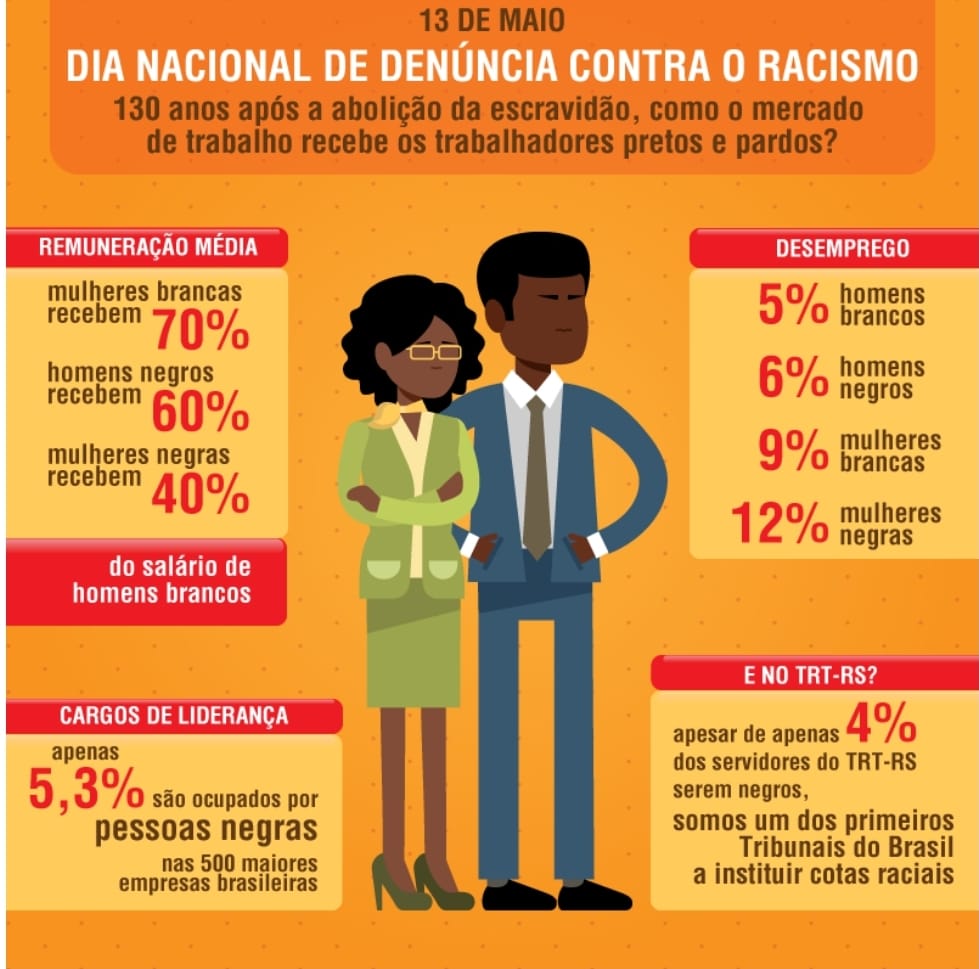 13 DE MAIO
DIA NACIONAL DE DENÚNCIA CONTRA O RACISMO
130 anos após a abolição da escravidão, como o mercado
de trabalho recebe os trabalhadores pretos e pardos?
REMUNERAÇÃO MÉDIA
mulheres brancas
recebem 70%
homens negros
recebem 60%
mulheres negras
recebem 40%
do salário de
homens brancos
DESEMPREGO
5% homens
brancos
6% homens
negros
9% mulheres
brancas
12% mulheres
negras
CARGOS DE LIDERANÇA
apenas
5,3% são ocupados por
pessoas negras
nas 500 maiores
empresas brasileiras
E NO TRT-RS?
apesar de apenas 4%
dos servidores do TRT-RS
serem negros,
somos um dos primeiros
Tribunais do Brasil
a instituir cotas raciais